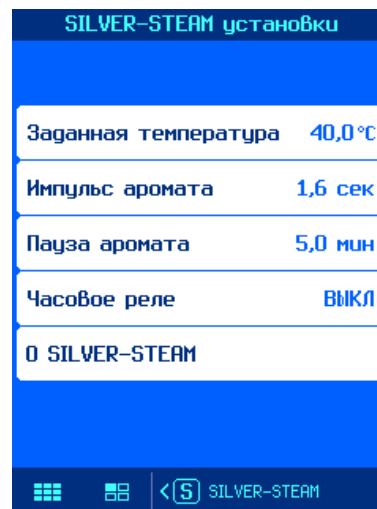 SILVER-STEAM установки
Заданная температура 40,0°C
Импульс аромата 1,6 сек
Пауза аромата 5,0 мин
Часовое реле ВЫКЛ
О SILVER-STEAM
<S SILVER-STEAM